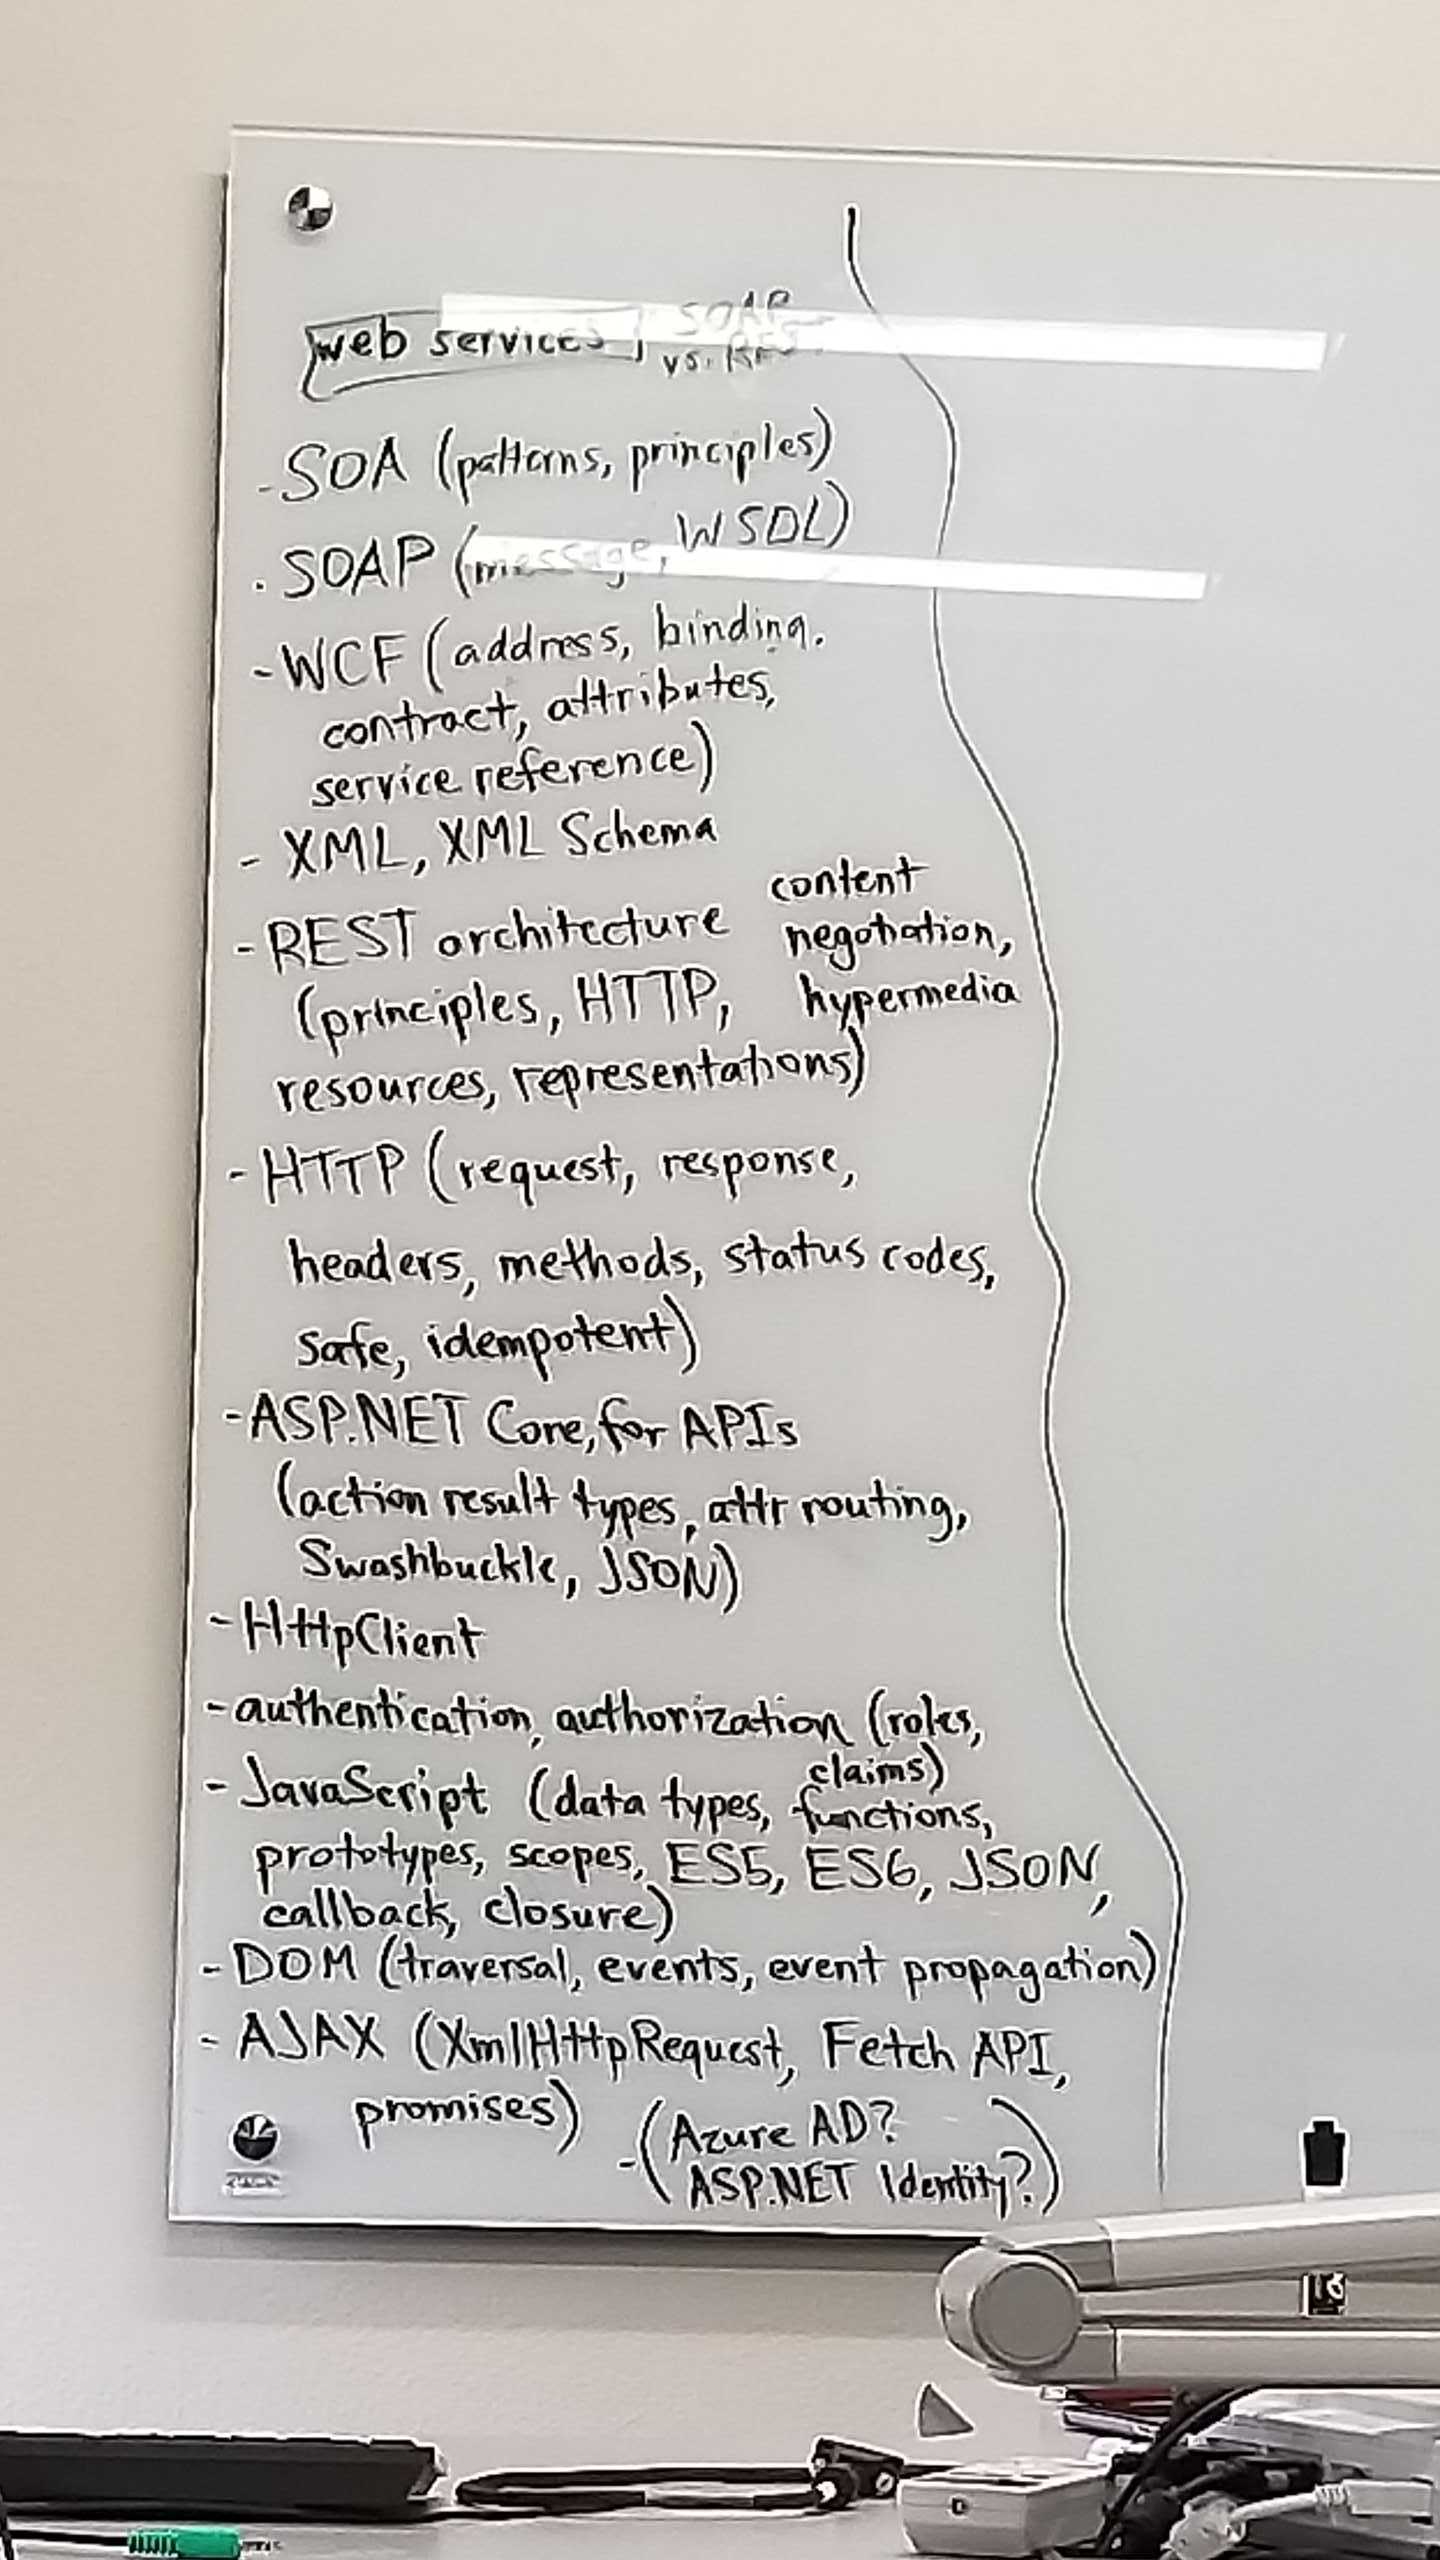 web services, SOAP
vs. REST
- SOA (patterns, principles)
- SOAP (message, WSDL)
- WCF (address, binding,
contract, attributes,
service reference)
- XML, XML Schema
- REST architecture
(principles, HTTP,
resources, representations)
content
negotiation,
hypermedia
- HTTP (request, response,
headers, methods, status codes,
safe, idempotent)
- ASP.NET Core, for APIs
(action result types, attr routing,
Swashbuckle, JSON)
- HttpClient
- authentication, authorization (roles,
claims)
- JavaScript (data types, functions,
prototypes, scopes, ES5, ES6, JSON,
callback, closure)
- DOM (traversal, events, event propagation)
- AJAX (XmlHttpRequest, Fetch API,
promises)
- (Azure AD?
ASP.NET Identity?)